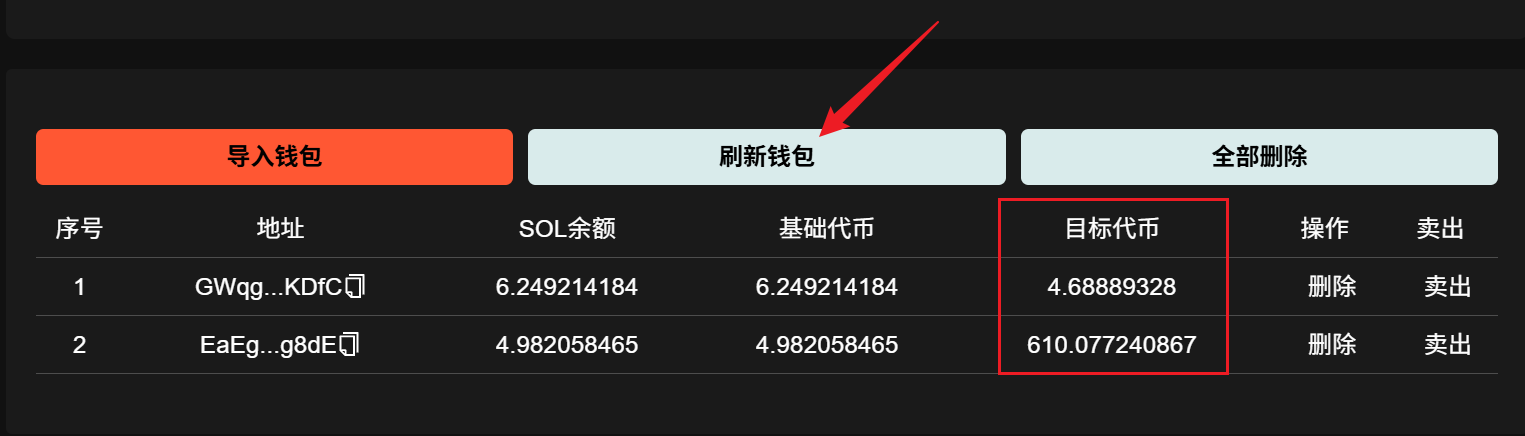 导入钱包 刷新钱包 全部删除
序号 地址 SOL余额 基础代币 目标代币 操作 卖出
1 GWqg...KDfC 6.249214184 6.249214184 4.68889328 删除 卖出
2 EaEg...g8dE 4.982058465 4.982058465 610.077240867 删除 卖出